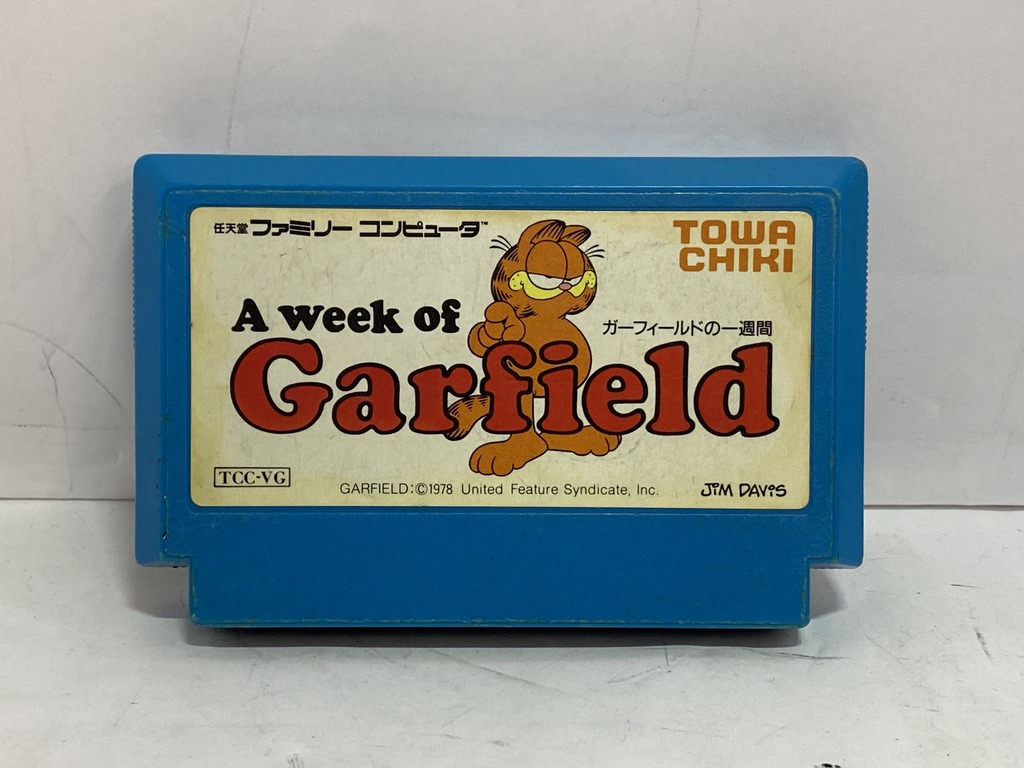 任天堂 ファミリー コンピュータ™
TOWA
CHIKI
A week of
ガーフィールドの一週間
Garfield
TCC-VG
GARFIELD:©1978 United Feature Syndicate, Inc.
JIM DAVIS